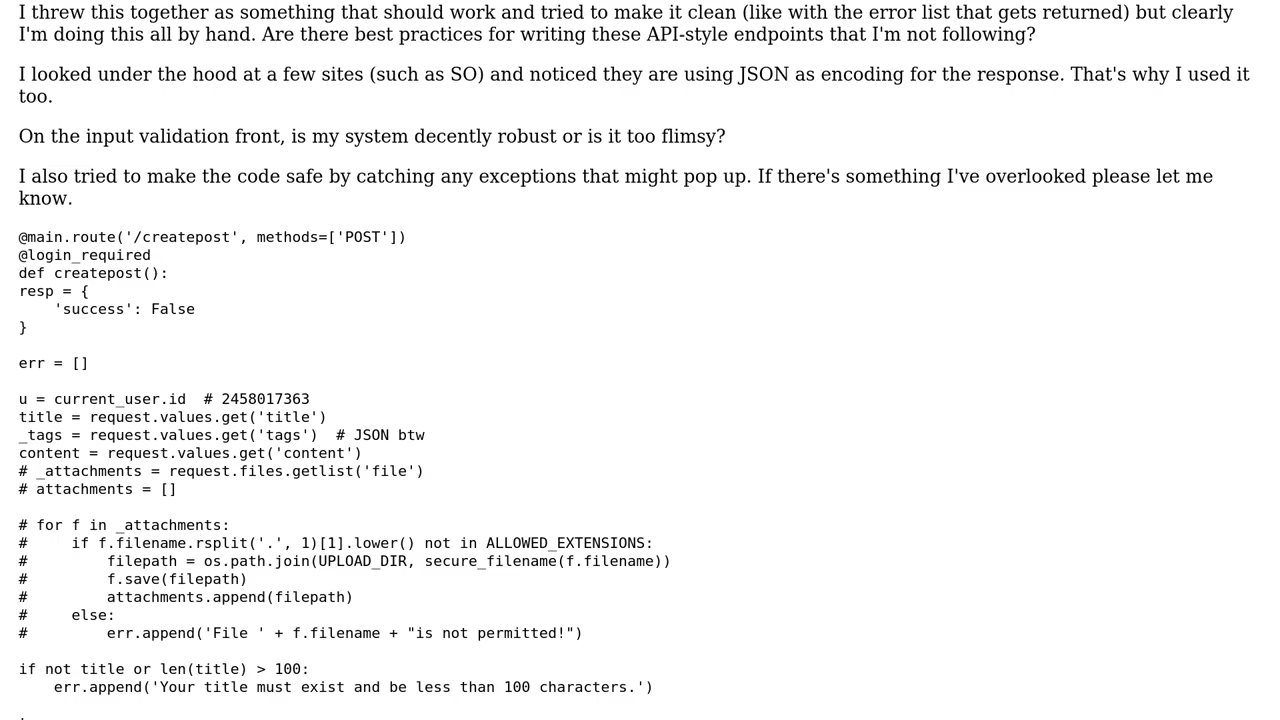 I threw this together as something that should work and tried to make it clean (like with the error list that gets returned) but clearly
I'm doing this all by hand. Are there best practices for writing these API-style endpoints that I'm not following?
I looked under the hood at a few sites (such as SO) and noticed they are using JSON as encoding for the response. That's why I used it
too.
On the input validation front, is my system decently robust or is it too flimsy?
I also tried to make the code safe by catching any exceptions that might pop up. If there's something I've overlooked please let me
know.
@main.route('/createpost', methods=['POST'])
@login_required
def createpost():
resp = {
    'success': False
}
err = []
u = current_user.id  # 2458017363
title = request.values.get('title')
_tags = request.values.get('tags')  # JSON btw
content = request.values.get('content')
# _attachments = request.files.getlist('file')
# attachments = []
# for f in _attachments:
#     if f.filename.rsplit('.', 1)[1].lower() not in ALLOWED_EXTENSIONS:
#         filepath = os.path.join(UPLOAD_DIR, secure_filename(f.filename))
#         f.save(filepath)
#         attachments.append(filepath)
#     else:
#         err.append('File ' + f.filename + "is not permitted!")
if not title or len(title) > 100:
    err.append('Your title must exist and be less than 100 characters.')